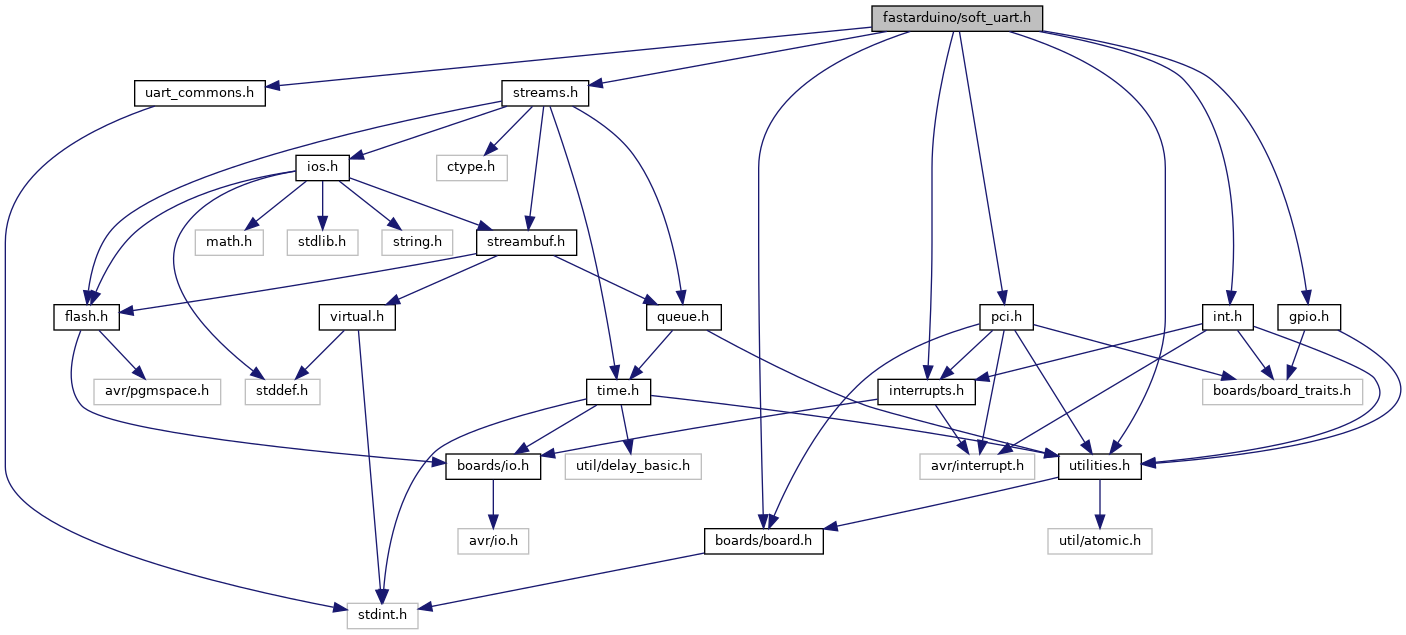 fastarduino/soft_uart.h
uart_commons.h
streams.h
ios.h
ctype.h
math.h
stdlib.h
string.h
streambuf.h
flash.h
virtual.h
queue.h
pci.h
int.h
gpio.h
avr/pgmspace.h
stddef.h
time.h
interrupts.h
boards/board_traits.h
boards/io.h
util/delay_basic.h
avr/interrupt.h
utilities.h
avr/io.h
boards/board.h
util/atomic.h
stdint.h